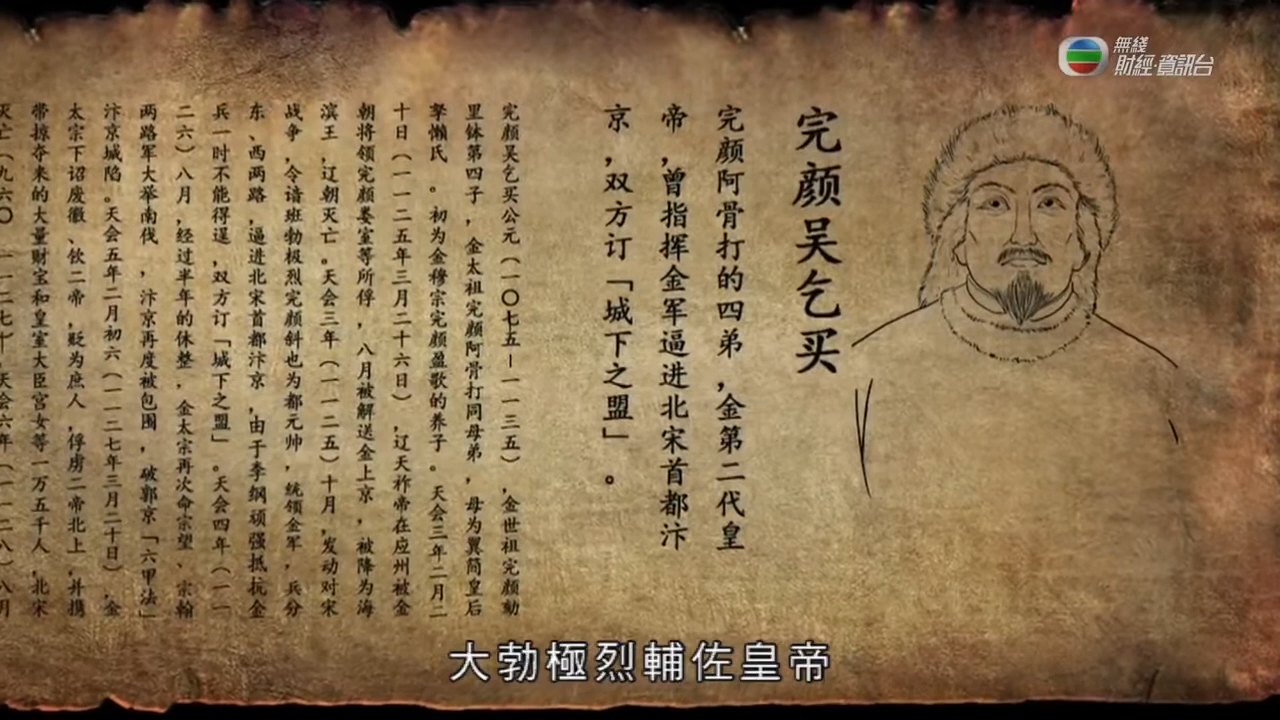 無綫
財經·資訊台
完颜吴乞买
完颜阿骨打的四弟，金第二代皇
帝，曾指挥金军逼进北宋首都汴
京，双方订「城下之盟」。
完颜吴乞买公元（一〇七五－一一三五），金世祖完颜勍
里钵第四子，金太祖完颜阿骨打同母弟，母为翼简皇后
拏懒氏。初为金穆宗完颜盈歌的养子。天会三年二月二
十日（一一二五年三月二十六日），辽天祚帝在应州被金
朝将领完颜娄室等所俘，八月被解送金上京，被降为海
滨王，辽朝灭亡。天会三年（一一二五）十月，发动对宋
战争，令谙班勃极烈完颜斜也为都元帅，统领金军，兵分
东、西两路，逼进北宋首都汴京，由于李纲顽强抵抗金
兵一时不能得逞，双方订「城下之盟」。天会四年（一一
二六）八月，经过半年的休整，金太宗再次命宗望、宗翰
两路军大举南伐，汴京再度被包围，破郭京「六甲法」
汴京城陷。天会五年二月初六（一一二七年三月二十日），金
太宗下诏废徽、钦二帝，贬为庶人，俘虏二帝北上，并携
带掠夺来的大量财宝和皇室大臣宫女等一万五千人，北宋
灭亡（九六〇－一一二七）。天会六年（一一二八）八月
大勃極烈輔佐皇帝